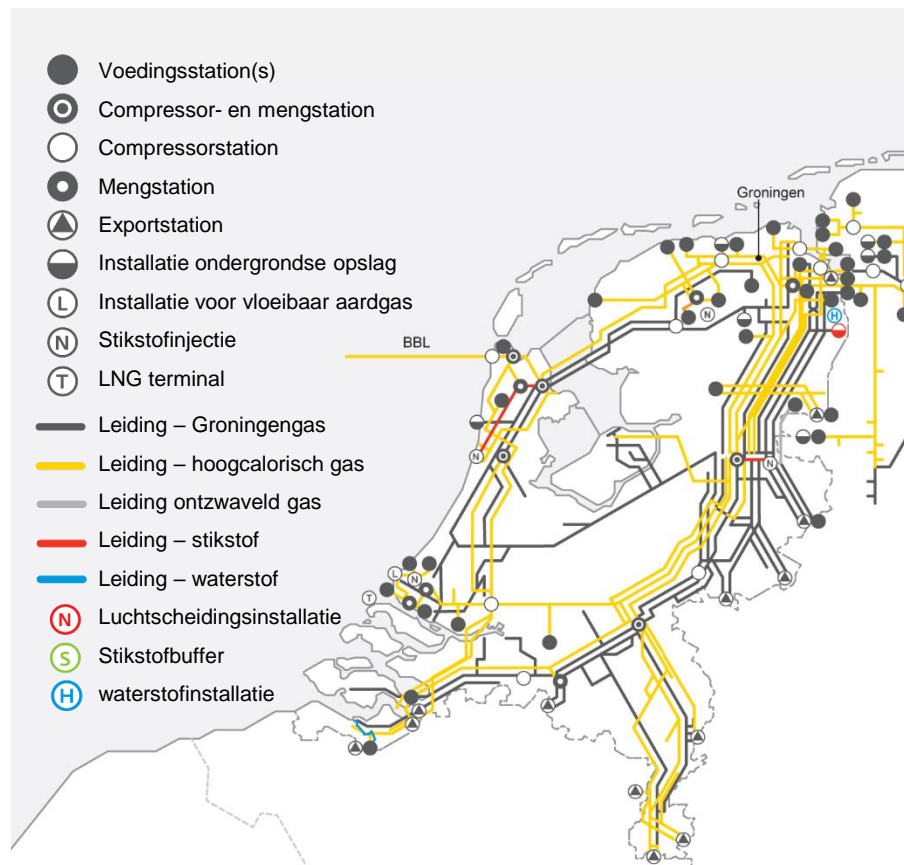 Voedingsstation(s)
Compressor- en mengstation
Compressorstation
Mengstation
Exportstation
Installatie ondergrondse opslag
L Installatie voor vloeibaar aardgas
N Stikstofinjectie
T LNG terminal
Leiding – Groningengas
Leiding – hoogcalorisch gas
Leiding ontzwaveld gas
Leiding – stikstof
Leiding – waterstof
N Luchtscheidingsinstallatie
S Stikstofbuffer
H waterstofinstallatie
Groningen
N
H
BBL
N
N
L
N
T